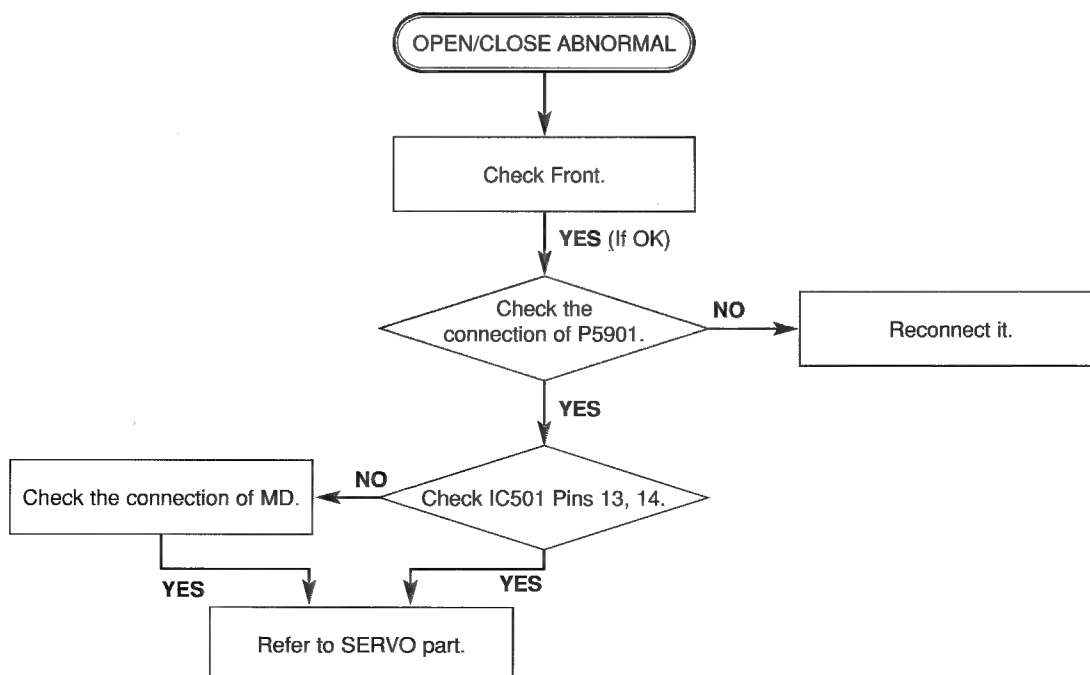 OPEN/CLOSE ABNORMAL
Check Front.
YES (If OK)
Check the
connection of P5901.
NO
Reconnect it.
YES
Check IC501 Pins 13, 14.
NO
Check the connection of MD.
YES
YES
Refer to SERVO part.